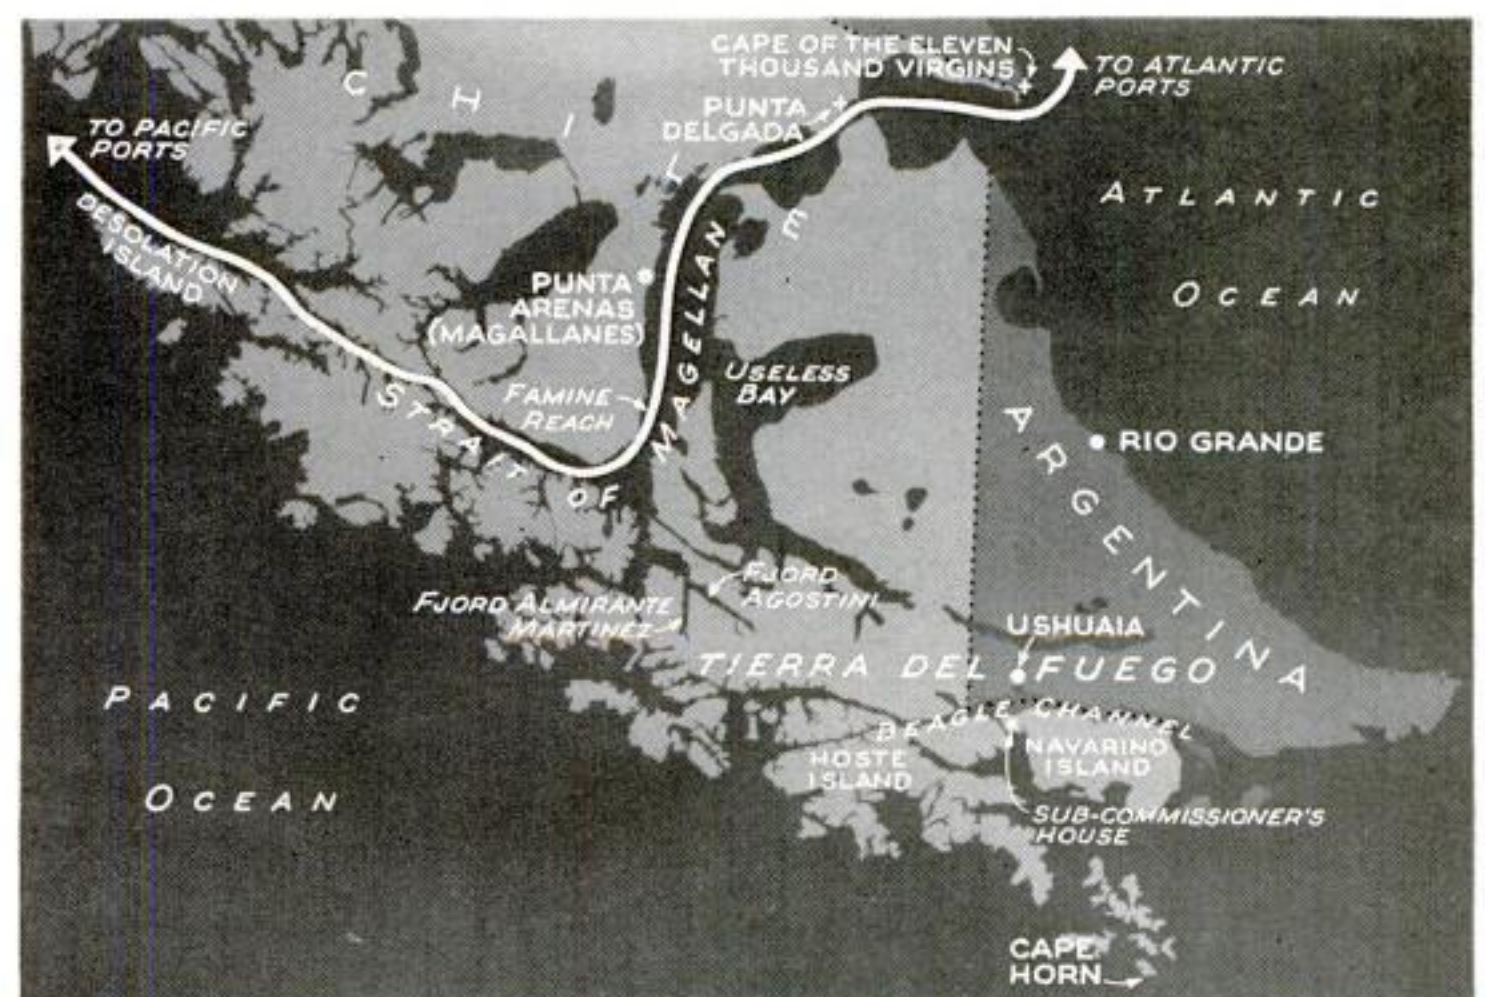 CAPE OF THE ELEVEN
THOUSAND VIRGINS
TO ATLANTIC
PORTS
CHILE
PUNTA
DELGADA
TO PACIFIC
PORTS
ATLANTIC
OCEAN
DESOLATION
ISLAND
PUNTA
ARENAS
(MAGALLANES)
STRAIT OF MAGELLAN
USELESS
BAY
FAMINE
REACH
ARGENTINA
RIO GRANDE
FJORD
AGOSTINI
FJORD ALMIRANTE
MARTINEZ
USHUAIA
TIERRA DEL FUEGO
PACIFIC
OCEAN
BEAGLE CHANNEL
HOSTE
ISLAND
NAVARINO
ISLAND
SUB-COMMISSIONER'S
HOUSE
CAPE
HORN